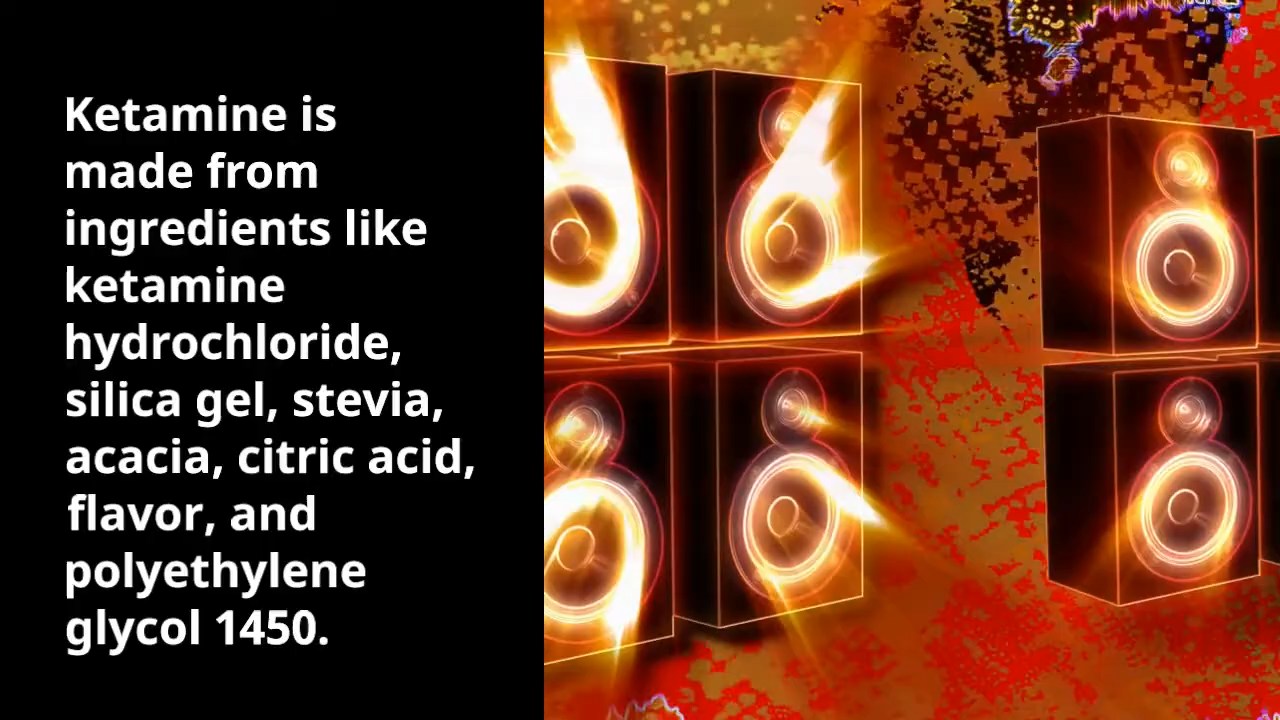 Ketamine is
made from
ingredients like
ketamine
hydrochloride,
silica gel, stevia,
acacia, citric acid,
flavor, and
polyethylene
glycol 1450.